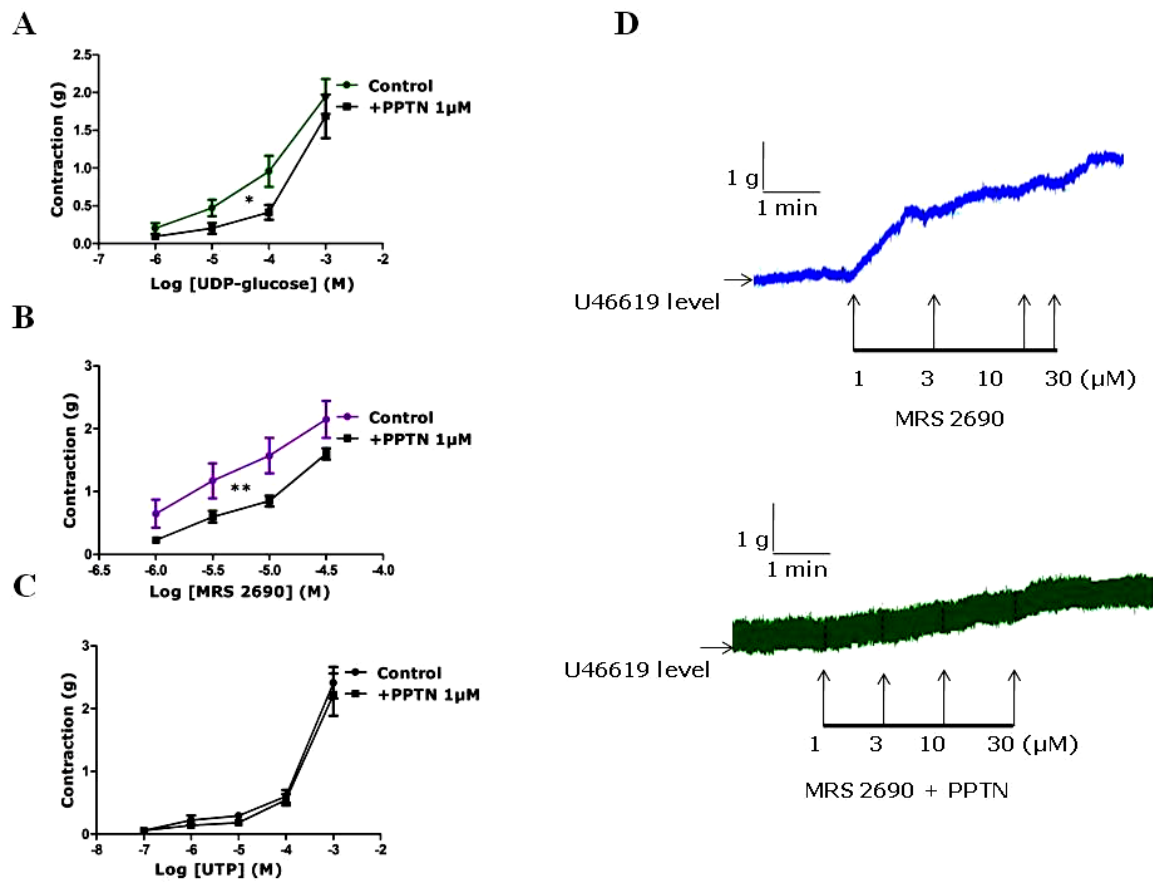 A
2.5
2.0
1.5
1.0
0.5
0.0
-7 -6 -5 -4 -3 -2
Contraction (g)
Log [UDP-glucose] (M)
Control
+PPTN 1µM
*
B
3
2
1
0
-6.5 -6.0 -5.5 -5.0 -4.5 -4.0
Contraction (g)
Log [MRS 2690] (M)
Control
+PPTN 1µM
**
C
3
2
1
0
-8 -7 -6 -5 -4 -3 -2
Contraction (g)
Log [UTP] (M)
Control
+PPTN 1µM
D
1 g
1 min
U46619 level
1 3 10 30 (µM)
MRS 2690
1 g
1 min
U46619 level
1 3 10 30 (µM)
MRS 2690 + PPTN